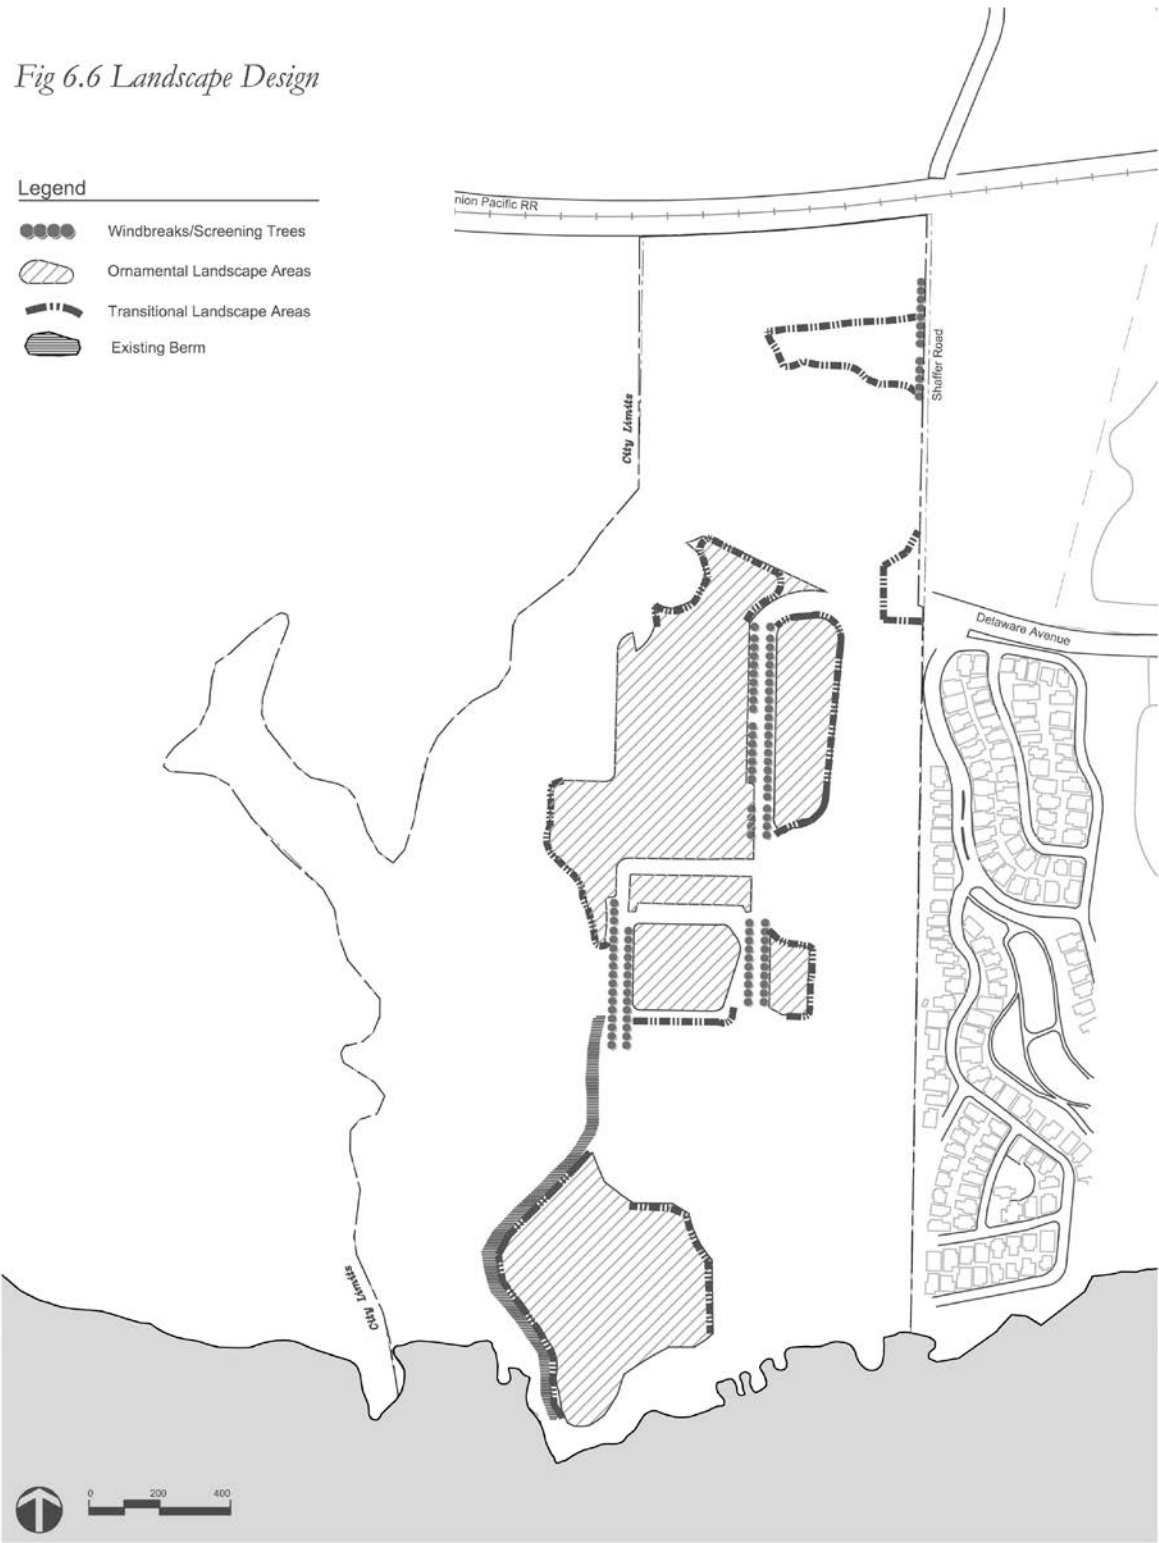 Fig 6.6 Landscape Design
Legend
Windbreaks/Screening Trees
Ornamental Landscape Areas
Transitional Landscape Areas
Existing Berm
nion Pacific RR
Shaffer Road
City Limits
Delaware Avenue
City Limits
0 200 400